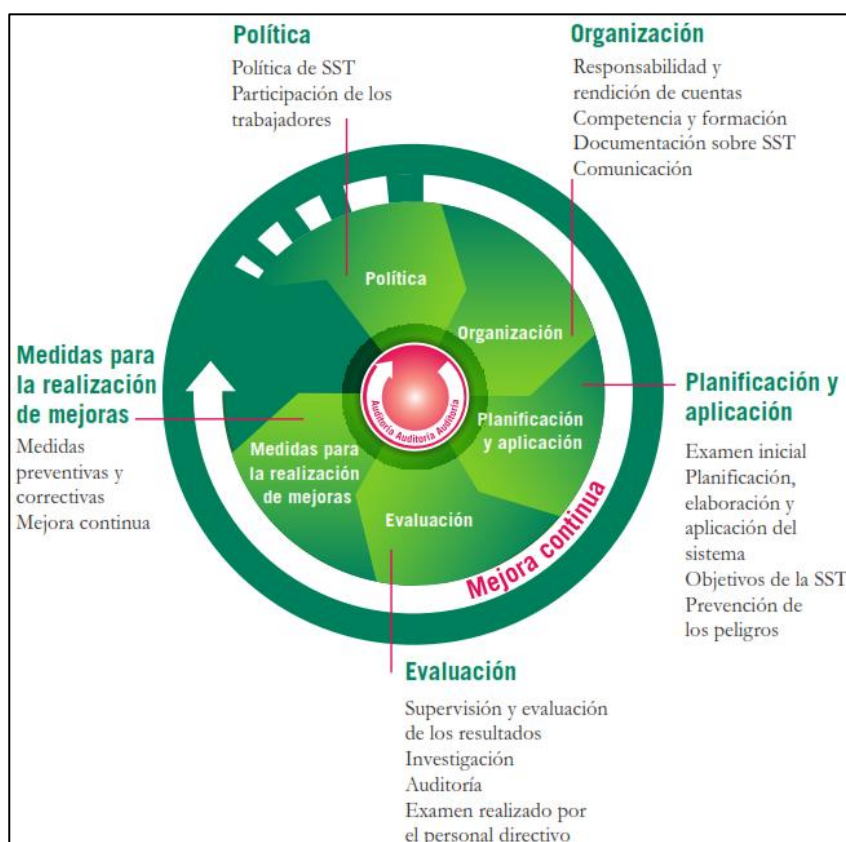 Política
Política de SST
Participación de los
trabajadores
Organización
Responsabilidad y
rendición de cuentas
Competencia y formación
Documentación sobre SST
Comunicación
Política
Organización
Planificación
y aplicación
Evaluación
Medidas para
la realización
de mejoras
Auditoría Auditoría Auditoría
Mejora continua
Medidas para
la realización
de mejoras
Medidas
preventivas y
correctivas
Mejora continua
Planificación y
aplicación
Examen inicial
Planificación,
elaboración y
aplicación del
sistema
Objetivos de la SST
Prevención de
los peligros
Evaluación
Supervisión y evaluación
de los resultados
Investigación
Auditoría
Examen realizado por
el personal directivo